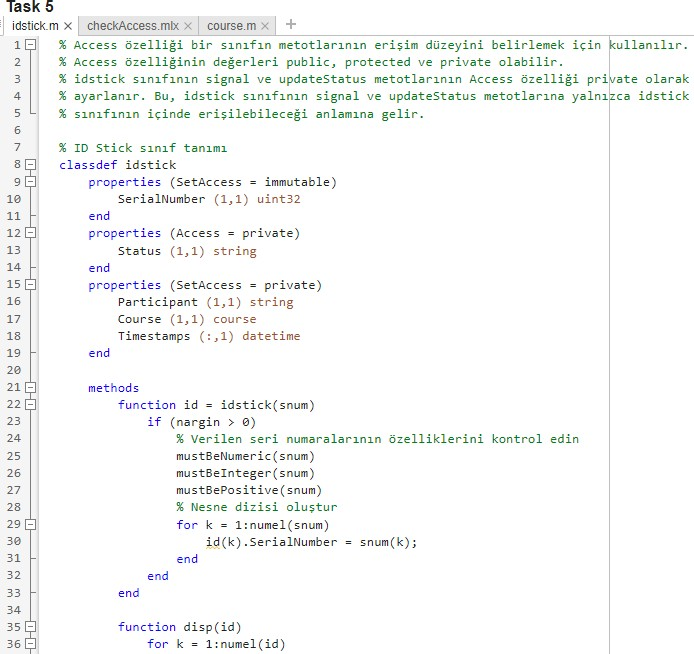 Task 5
idstick.m × checkAccess.mlx × course.m × +
1 % Access özelliği bir sınıfın metotlarının erişim düzeyini belirlemek için kullanılır.
2 % Access özelliğinin değerleri public, protected ve private olabilir.
3 % idstick sınıfının signal ve updateStatus metotlarının Access özelliği private olarak
4 % ayarlanır. Bu, idstick sınıfının signal ve updateStatus metotlarına yalnızca idstick
5 % sınıfının içinde erişilebileceği anlamına gelir.
6
7 % ID Stick sınıf tanımı
8 classdef idstick
9 properties (SetAccess = immutable)
10 SerialNumber (1,1) uint32
11 end
12 properties (Access = private)
13 Status (1,1) string
14 end
15 properties (SetAccess = private)
16 Participant (1,1) string
17 Course (1,1) course
18 Timestamps (:,1) datetime
19 end
20
21 methods
22 function id = idstick(snum)
23 if (nargin > 0)
24 % Verilen seri numaralarının özelliklerini kontrol edin
25 mustBeNumeric(snum)
26 mustBeInteger(snum)
27 mustBePositive(snum)
28 % Nesne dizisi oluştur
29 for k = 1:numel(snum)
30 id(k).SerialNumber = snum(k);
31 end
32 end
33 end
34
35 function disp(id)
36 for k = 1:numel(id)